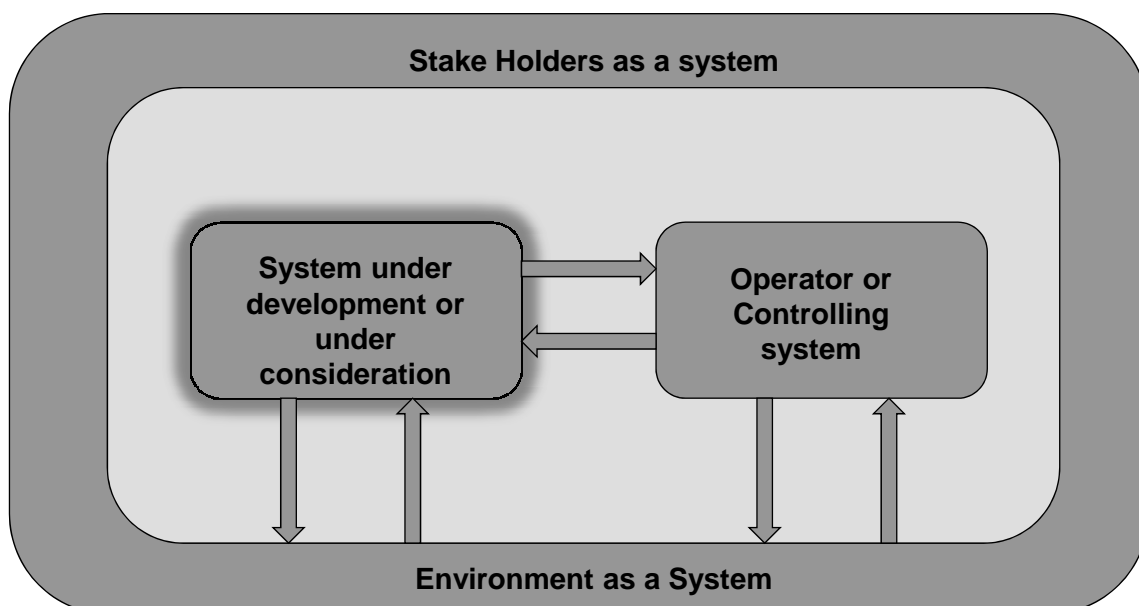 Stake Holders as a system
System under
development or
under
consideration
Operator or
Controlling
system
Environment as a System